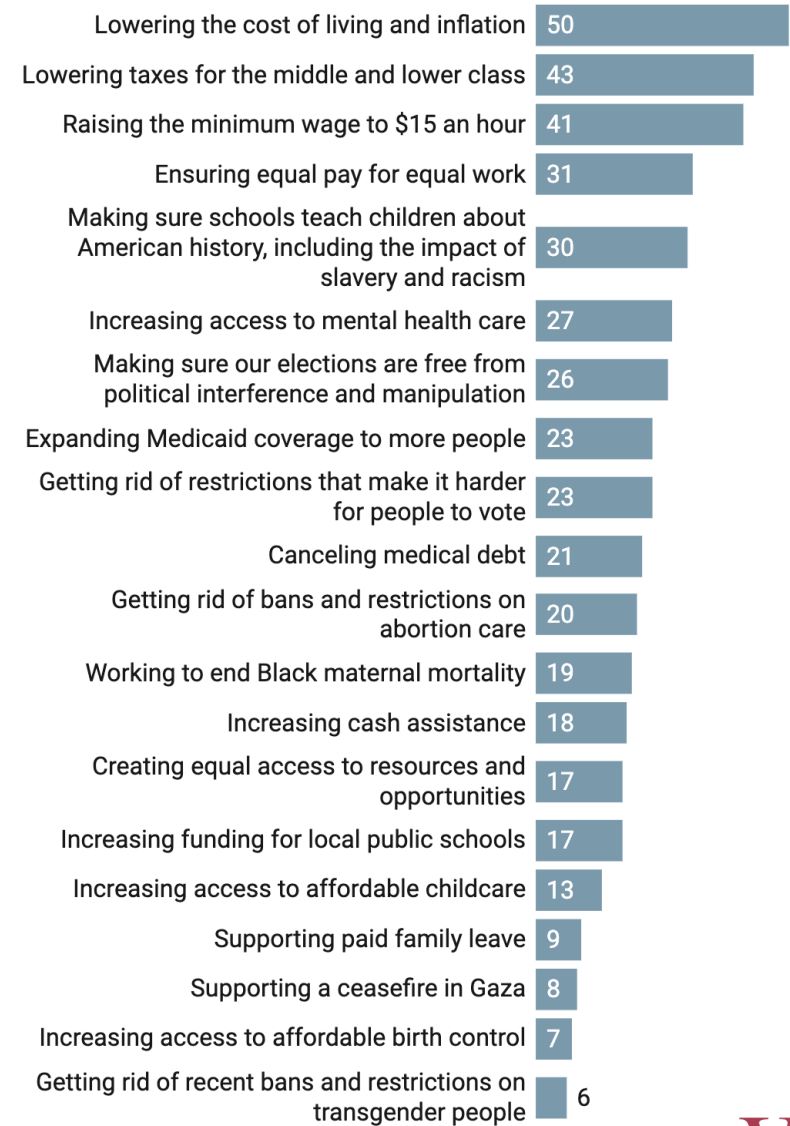 Lowering the cost of living and inflation 50
Lowering taxes for the middle and lower class 43
Raising the minimum wage to $15 an hour 41
Ensuring equal pay for equal work 31
Making sure schools teach children about
American history, including the impact of 30
slavery and racism
Increasing access to mental health care 27
Making sure our elections are free from
political interference and manipulation 26
Expanding Medicaid coverage to more people 23
Getting rid of restrictions that make it harder
for people to vote 23
Canceling medical debt 21
Getting rid of bans and restrictions on
abortion care 20
Working to end Black maternal mortality 19
Increasing cash assistance 18
Creating equal access to resources and
opportunities 17
Increasing funding for local public schools 17
Increasing access to affordable childcare 13
Supporting paid family leave 9
Supporting a ceasefire in Gaza 8
Increasing access to affordable birth control 7
Getting rid of recent bans and restrictions on
transgender people 6